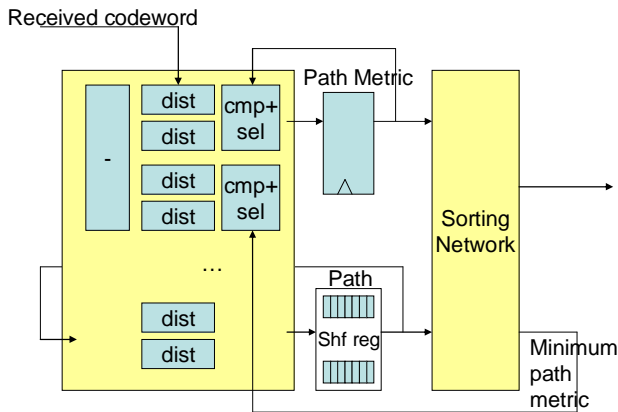 Received codeword
Path Metric
dist
cmp+
sel
dist
-
dist
cmp+
sel
dist
Sorting
Network
...
Path
dist
Shf reg
dist
Minimum
path
metric